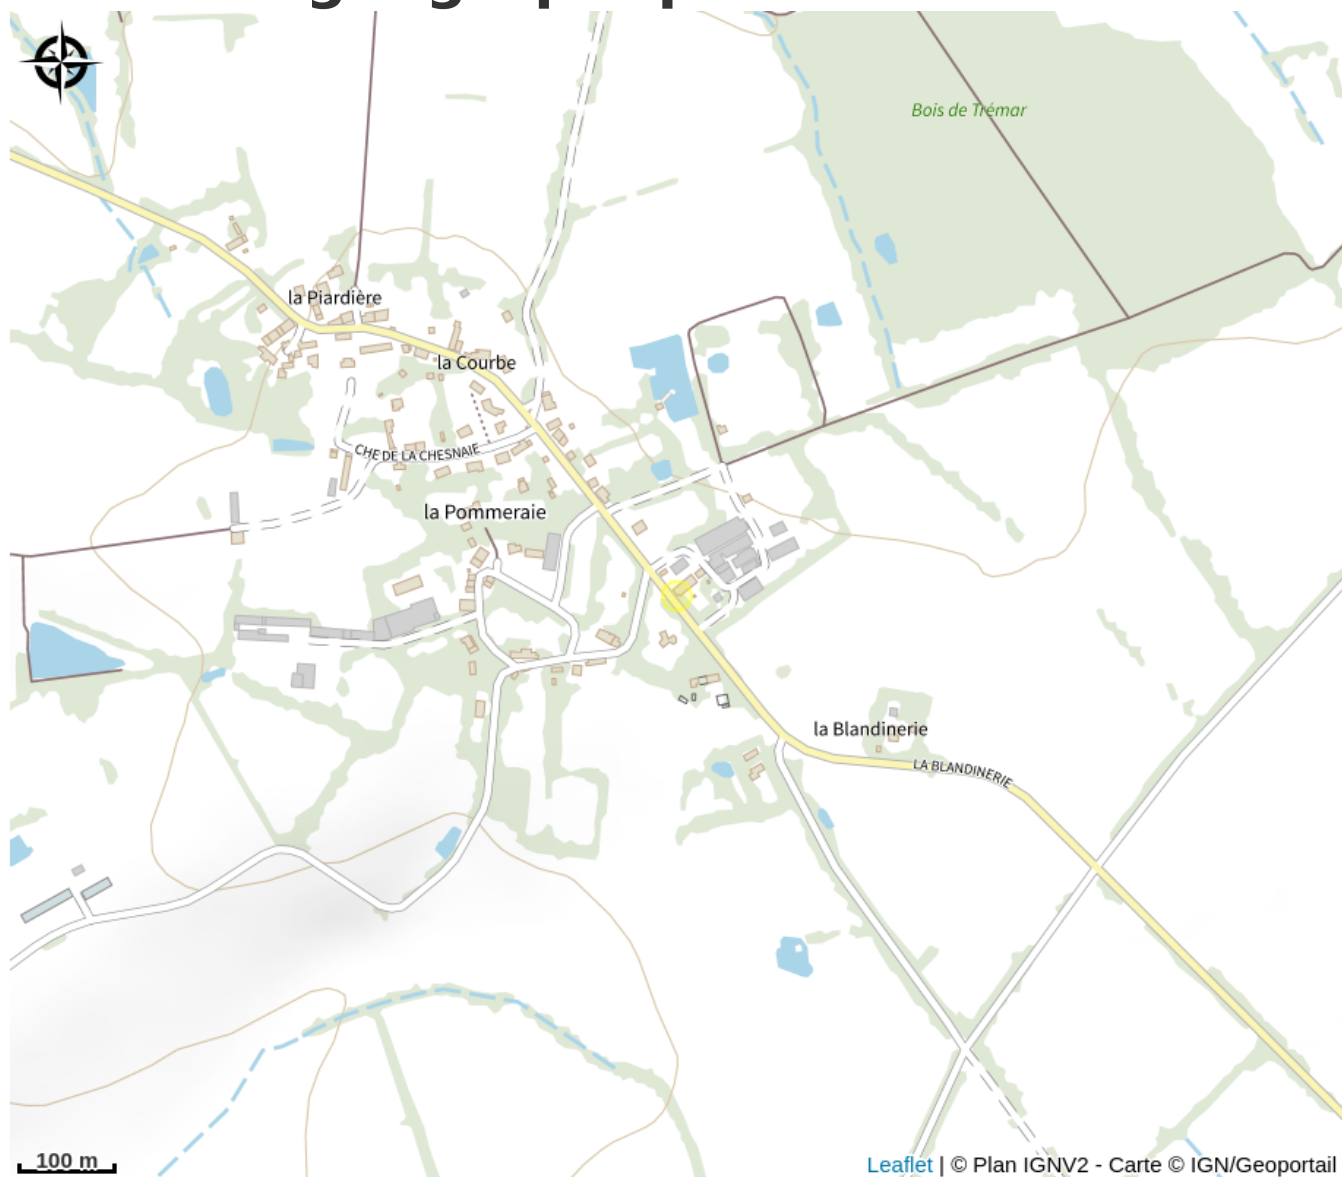 Bois de Trémar
la Piardière
la Courbe
CHE DE LA CHESNAIE
la Pommeraie
la Blandinerie
LA BLANDINERIE
100 m
Leaflet | © Plan IGNV2 - Carte © IGN/Geoportail